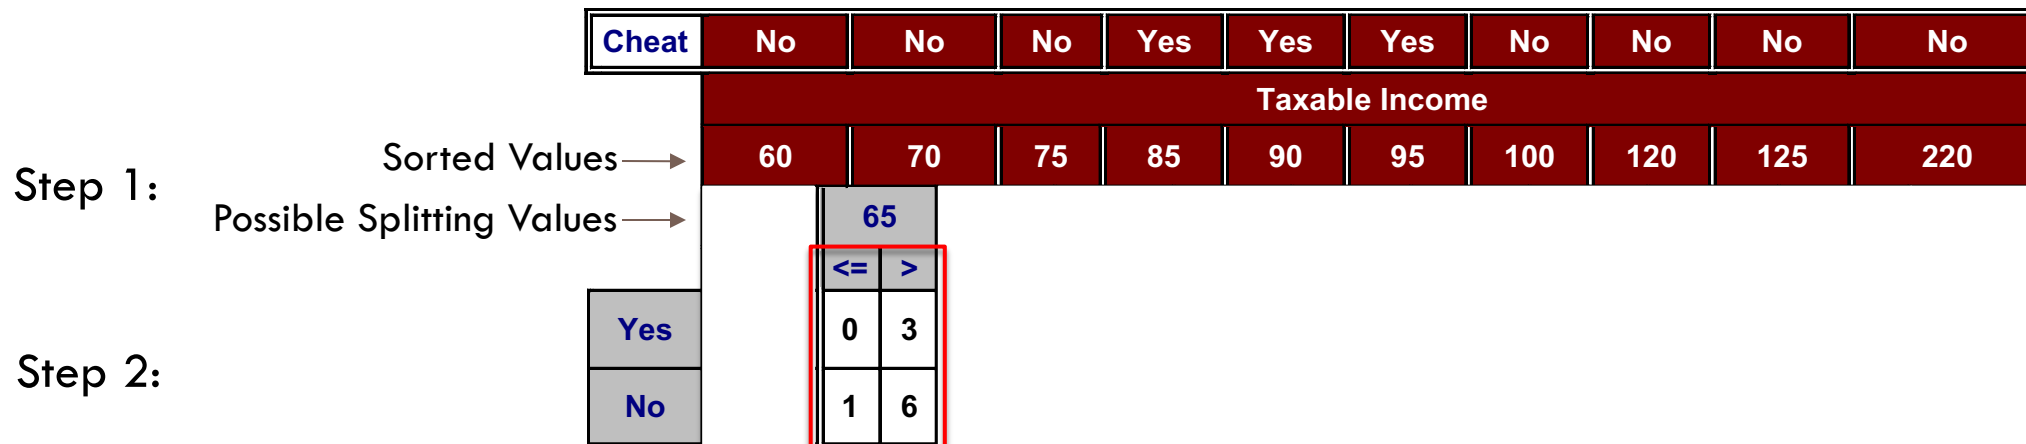 Cheat No No No Yes Yes Yes No No No No
Taxable Income
Sorted Values 60 70 75 85 90 95 100 120 125 220
Step 1:
Possible Splitting Values 65
<= >
Yes 0 3
Step 2:
No 1 6